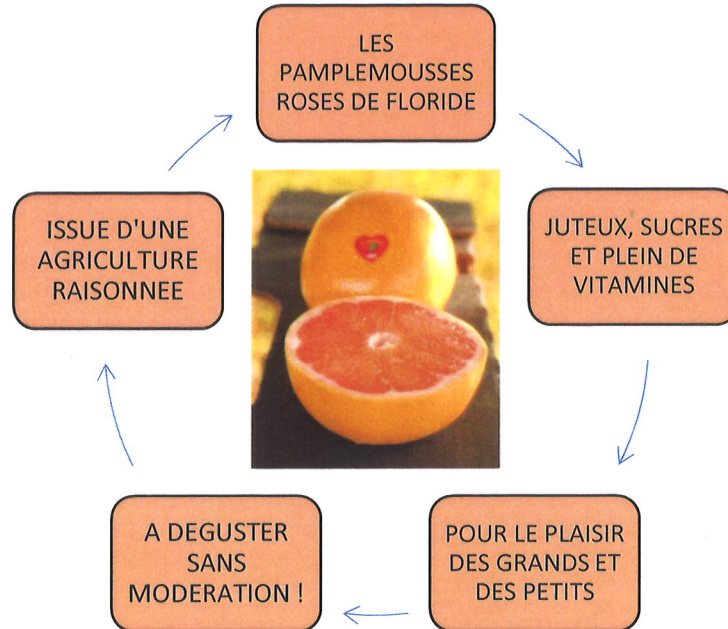 LES
PAMPLEMOUSSES
ROSES DE FLORIDE
JUTEUX, SUCRES
ET PLEIN DE
VITAMINES
POUR LE PLAISIR
DES GRANDS ET
DES PETITS
A DEGUSTER
SANS
MODERATION !
ISSUE D'UNE
AGRICULTURE
RAISONNEE